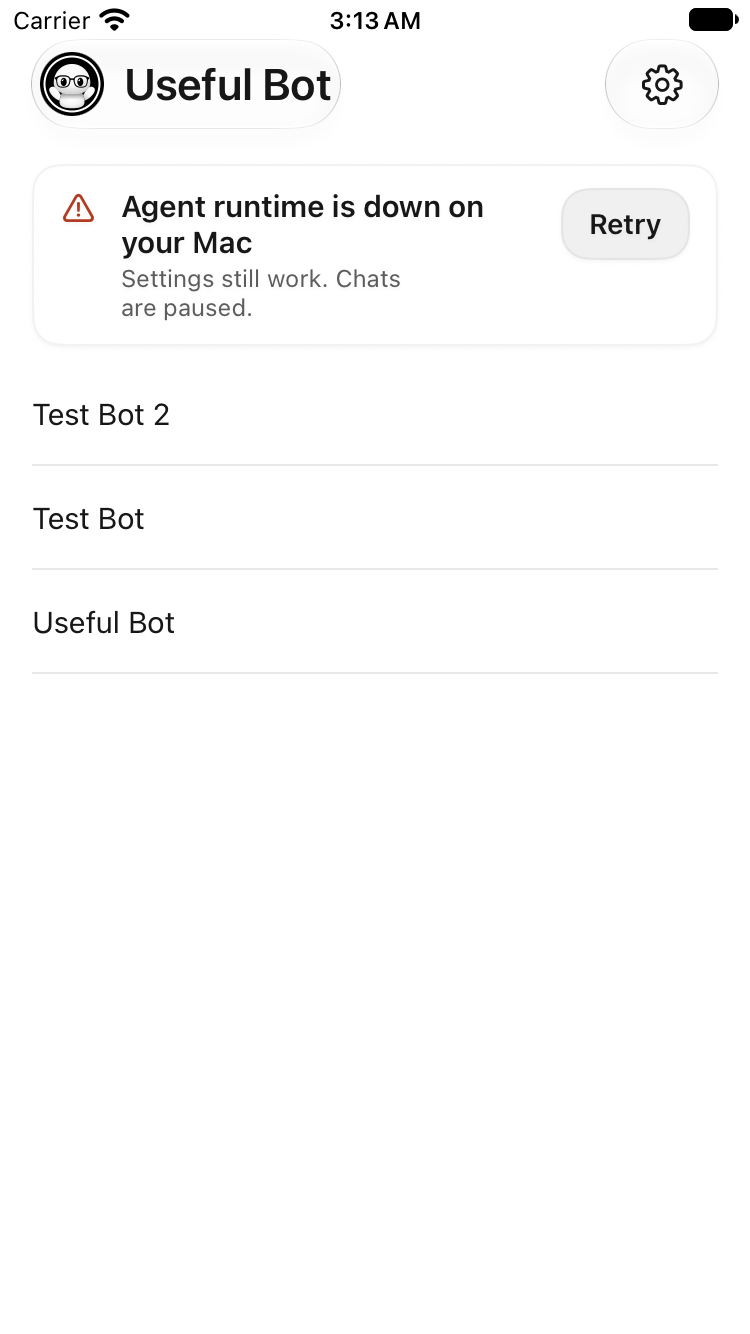 Carrier 3:13 AM
Useful Bot
Agent runtime is down on
your Mac
Retry
Settings still work. Chats
are paused.
Test Bot 2
Test Bot
Useful Bot